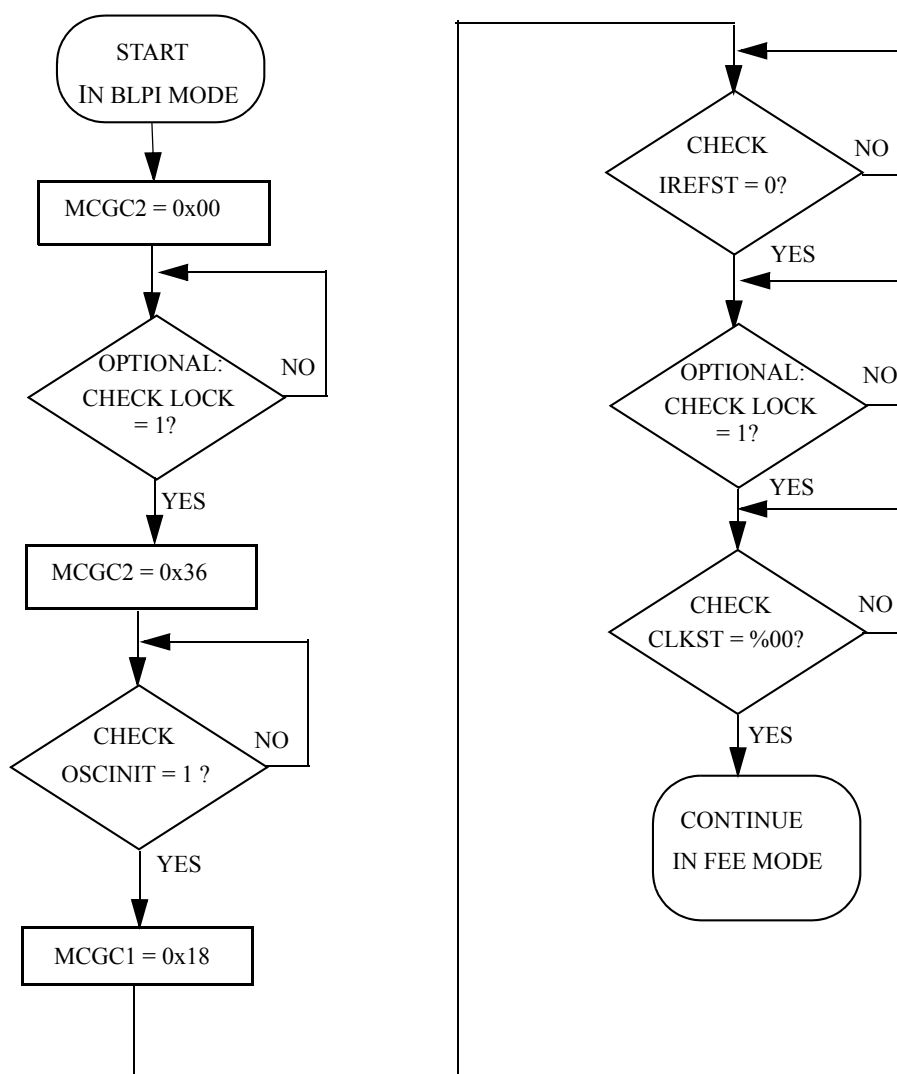 START
IN BLPI MODE
MCGC2 = 0x00
OPTIONAL:
CHECK LOCK
= 1?
NO
YES
MCGC2 = 0x36
CHECK
OSCINIT = 1 ?
NO
YES
MCGC1 = 0x18
CHECK
IREFST = 0?
NO
YES
OPTIONAL:
CHECK LOCK
= 1?
NO
YES
CHECK
CLKST = %00?
NO
YES
CONTINUE
IN FEE MODE